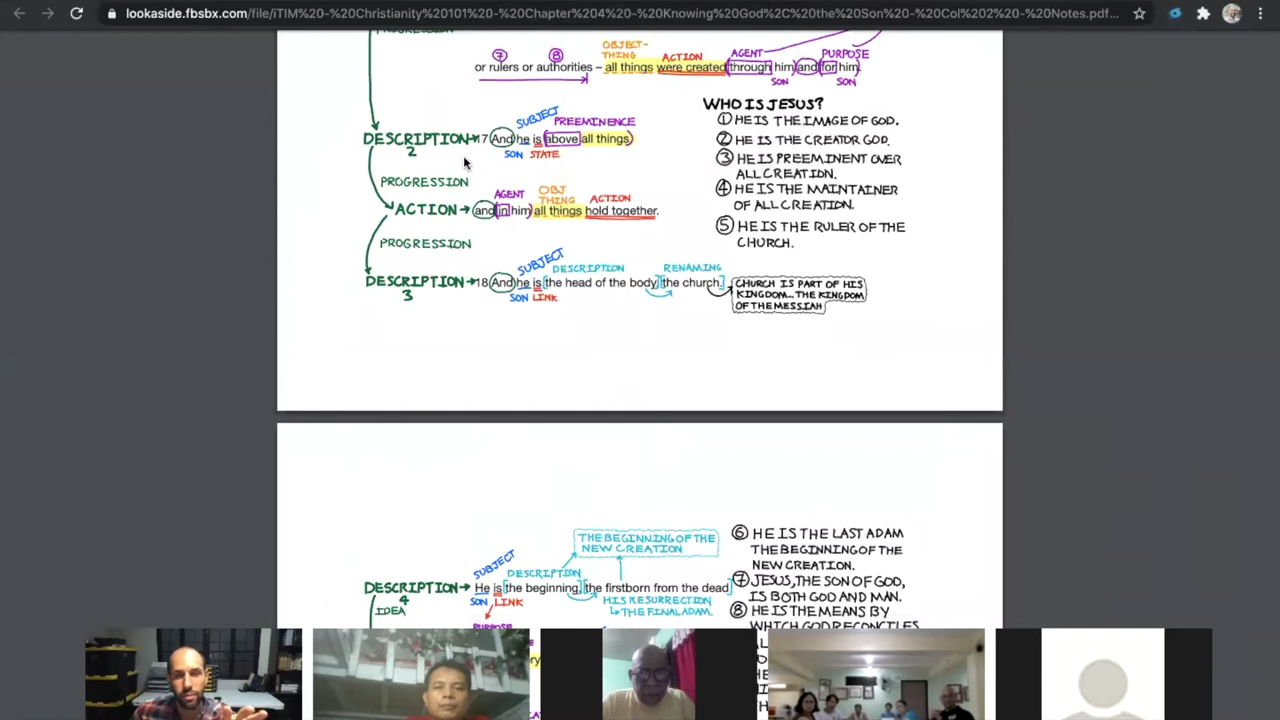 lookaside.fbsbx.com/file/iTIM%20-%20Christianity%20101%20-%20Chapter%204%20-%20Knowing%20God%2C%20the%20Son%20-%20Col%202%20-%20Notes.pdf...
PROGRESSION
⑦ ⑧ OBJECT-THING ACTION AGENT PURPOSE
or rulers or authorities – all things were created (through him) and (for him).
SON SON
WHO IS JESUS?
① HE IS THE IMAGE OF GOD.
② HE IS THE CREATOR GOD.
③ HE IS PREEMINENT OVER
ALL CREATION.
④ HE IS THE MAINTAINER
OF ALL CREATION.
⑤ HE IS THE RULER OF THE
CHURCH.
SUBJECT PREEMINENCE
DESCRIPTION 17 And he is (above all things)
2 SON STATE
PROGRESSION
AGENT OBJ THING ACTION
ACTION (and in him) all things hold together.
PROGRESSION
SUBJECT DESCRIPTION RENAMING
DESCRIPTION 18 And he is [the head of the body,] [the church.]
3 SON LINK
CHURCH IS PART OF HIS
KINGDOM... THE KINGDOM
OF THE MESSIAH
THE BEGINNING OF THE
NEW CREATION
SUBJECT DESCRIPTION
DESCRIPTION He is [the beginning,] [the firstborn from the dead]
4 SON LINK
IDEA
HIS RESURRECTION
↳ THE FINAL ADAM.
PURPOSE
⑥ HE IS THE LAST ADAM
THE BEGINNING OF THE
NEW CREATION.
⑦ JESUS, THE SON OF GOD,
IS BOTH GOD AND MAN.
⑧ HE IS THE MEANS BY
WHICH GOD RECONCILES